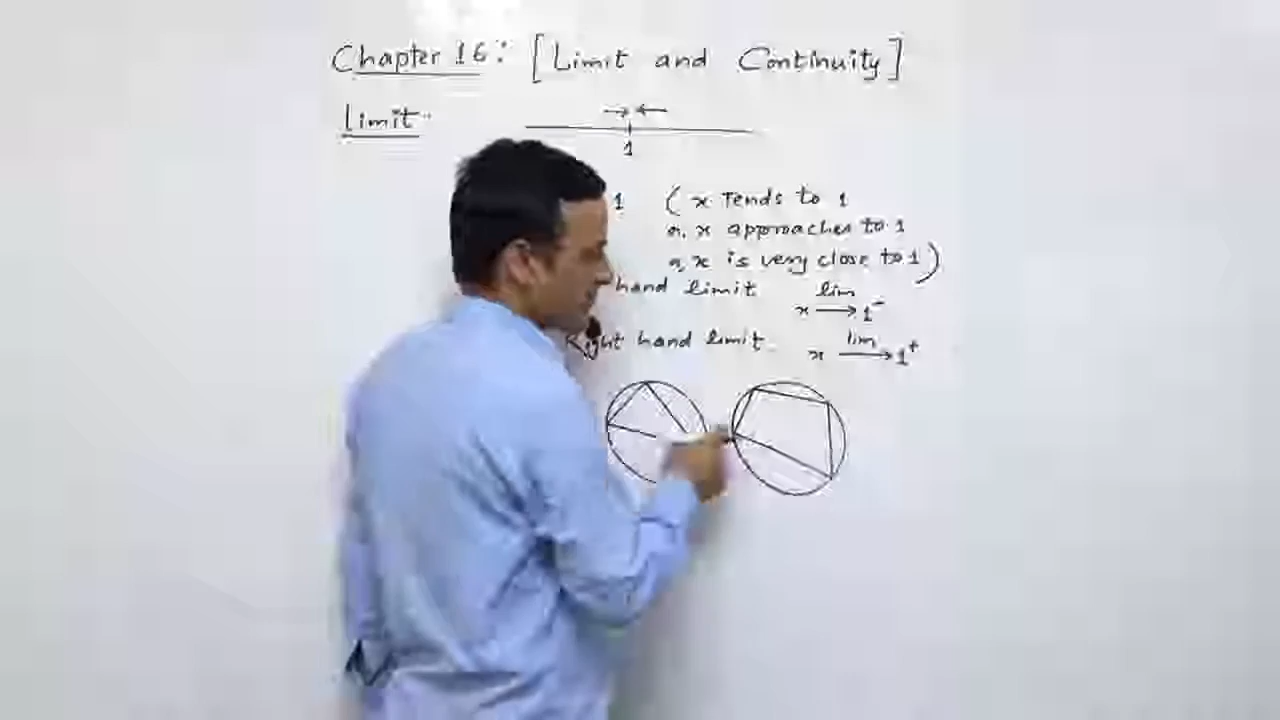 Chapter 16: [Limit and Continuity]
Limit:-
1
1 (x tends to 1
or, x approaches to 1
or, x is very close to 1)
hand limit lim x → 1⁻
Right hand limit. lim x → 1⁺